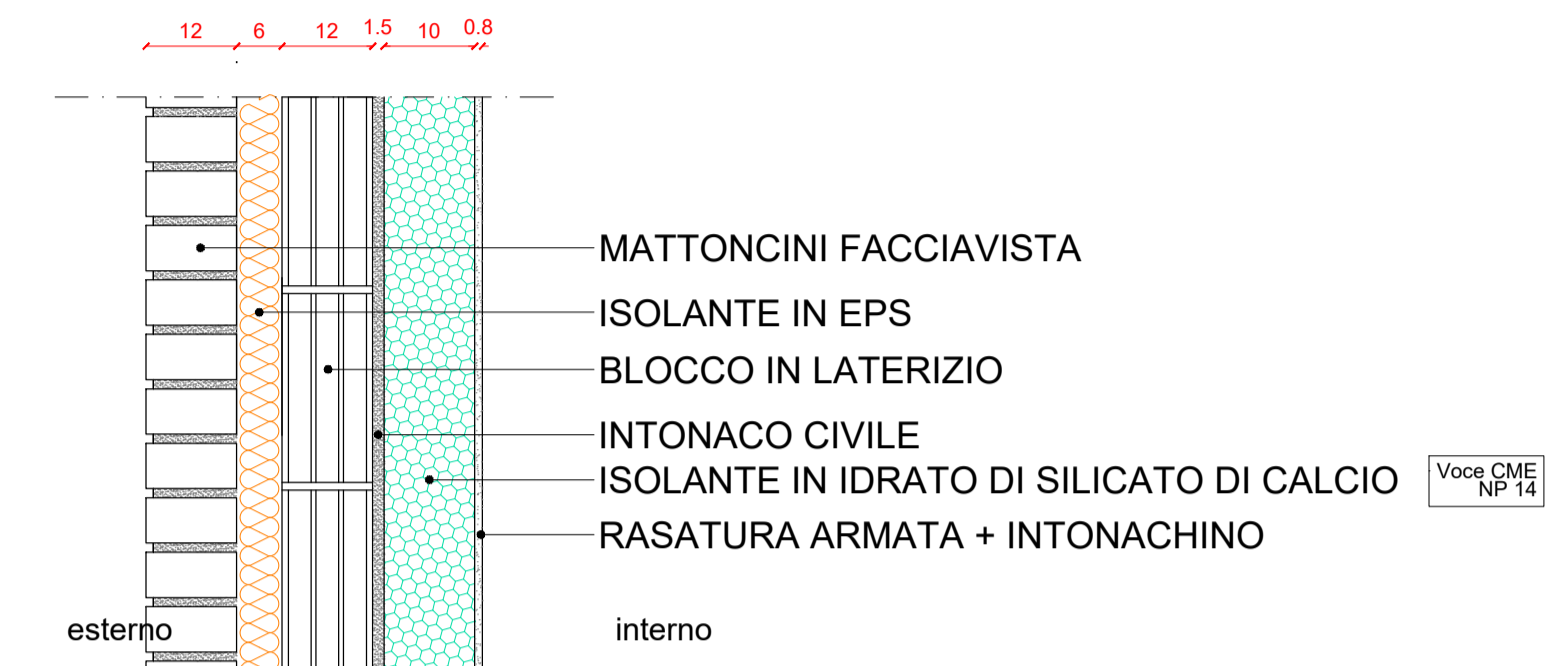 12 6 12 1.5 10 0.8
MATTONCINI FACCIAVISTA
ISOLANTE IN EPS
BLOCCO IN LATERIZIO
INTONACO CIVILE
ISOLANTE IN IDRATO DI SILICATO DI CALCIO
Voce CME
NP 14
RASATURA ARMATA + INTONACHINO
esterno
interno